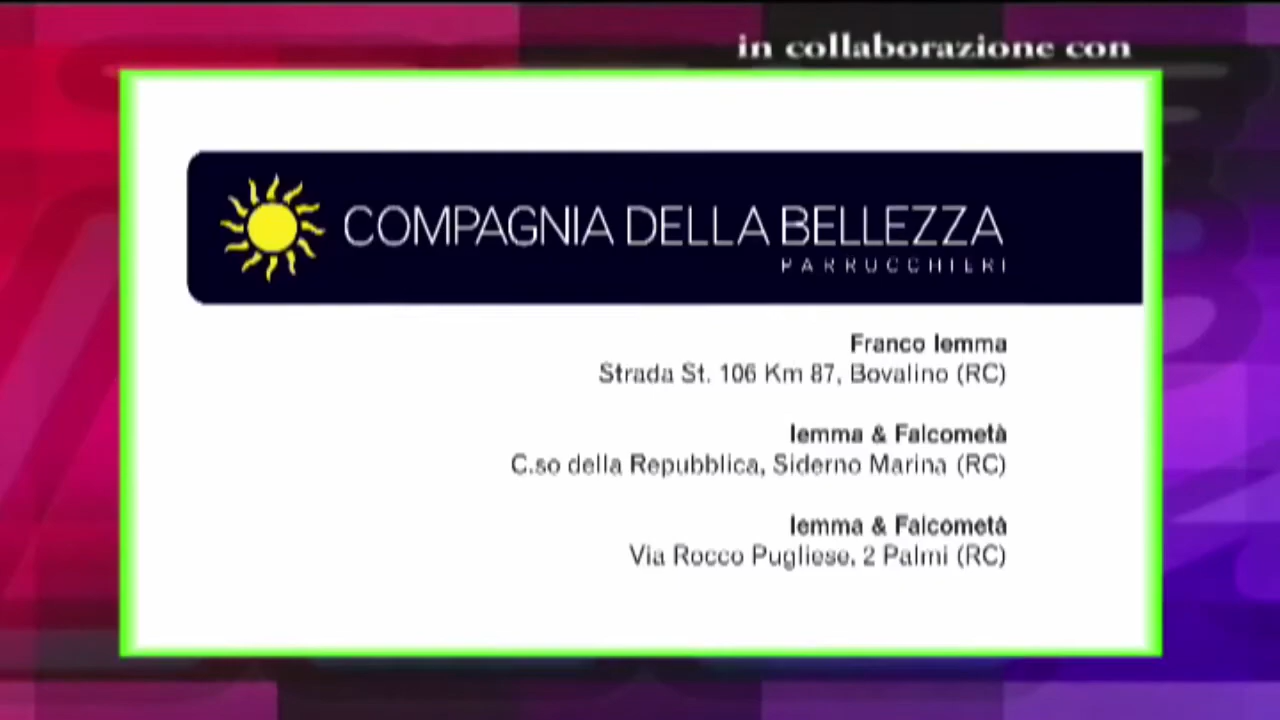 in collaborazione con
COMPAGNIA DELLA BELLEZZA
PARRUCCHIERI
Franco Iemma
Strada St. 106 Km 87, Bovalino (RC)
Iemma & Falcometà
C.so della Repubblica, Siderno Marina (RC)
Iemma & Falcometà
Via Rocco Pugliese, 2 Palmi (RC)